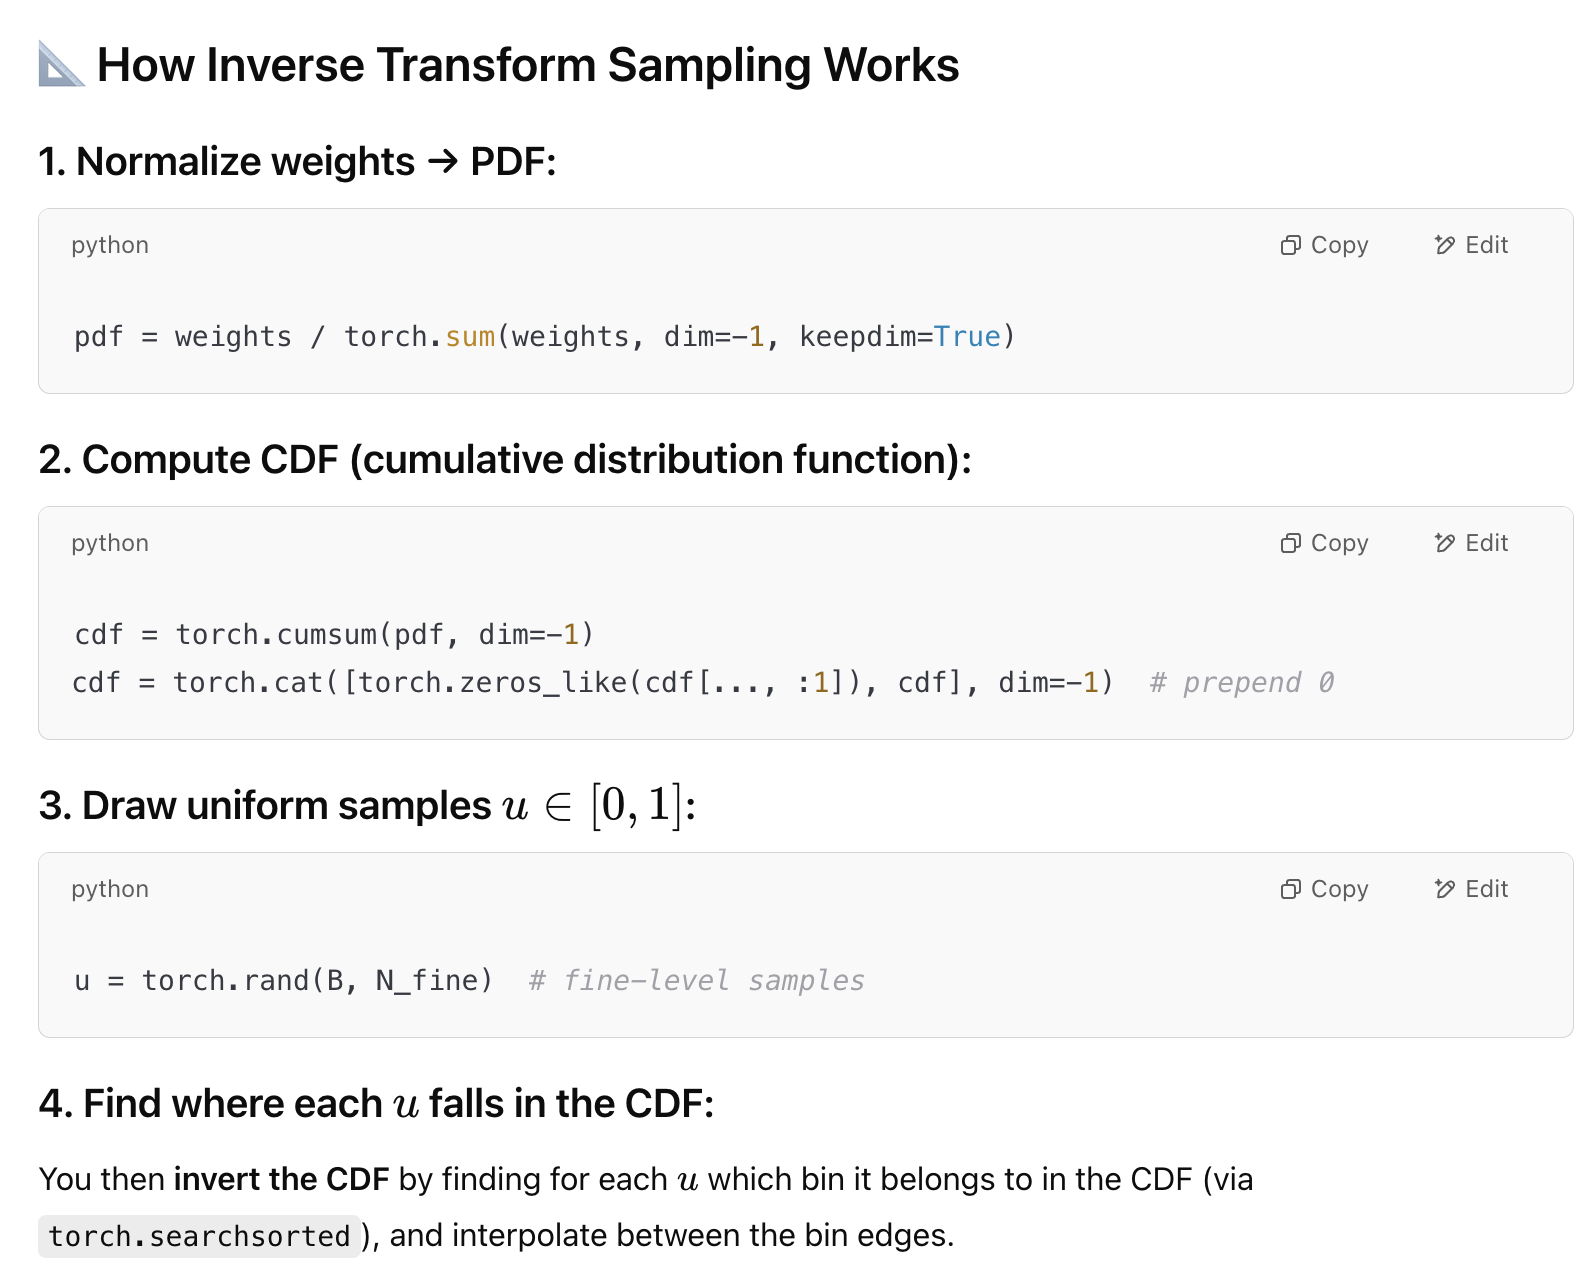 📐 How Inverse Transform Sampling Works
1. Normalize weights → PDF:
python Copy Edit
pdf = weights / torch.sum(weights, dim=-1, keepdim=True)
2. Compute CDF (cumulative distribution function):
python Copy Edit
cdf = torch.cumsum(pdf, dim=-1)
cdf = torch.cat([torch.zeros_like(cdf[..., :1]), cdf], dim=-1)  # prepend 0
3. Draw uniform samples u ∈ [0, 1]:
python Copy Edit
u = torch.rand(B, N_fine)  # fine-level samples
4. Find where each u falls in the CDF:
You then invert the CDF by finding for each u which bin it belongs to in the CDF (via
torch.searchsorted), and interpolate between the bin edges.